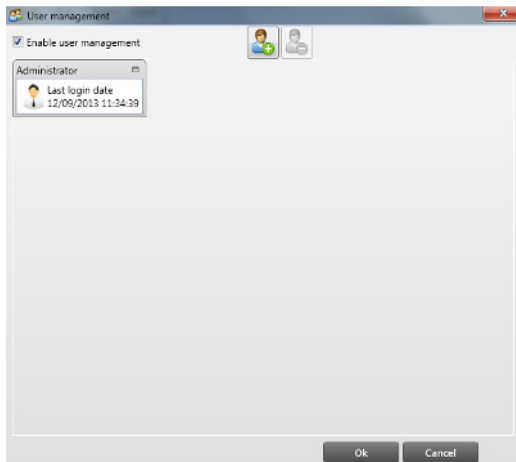 User management
Enable user management
Administrator
Last login date
12/09/2013 11:34:39
Ok
Cancel